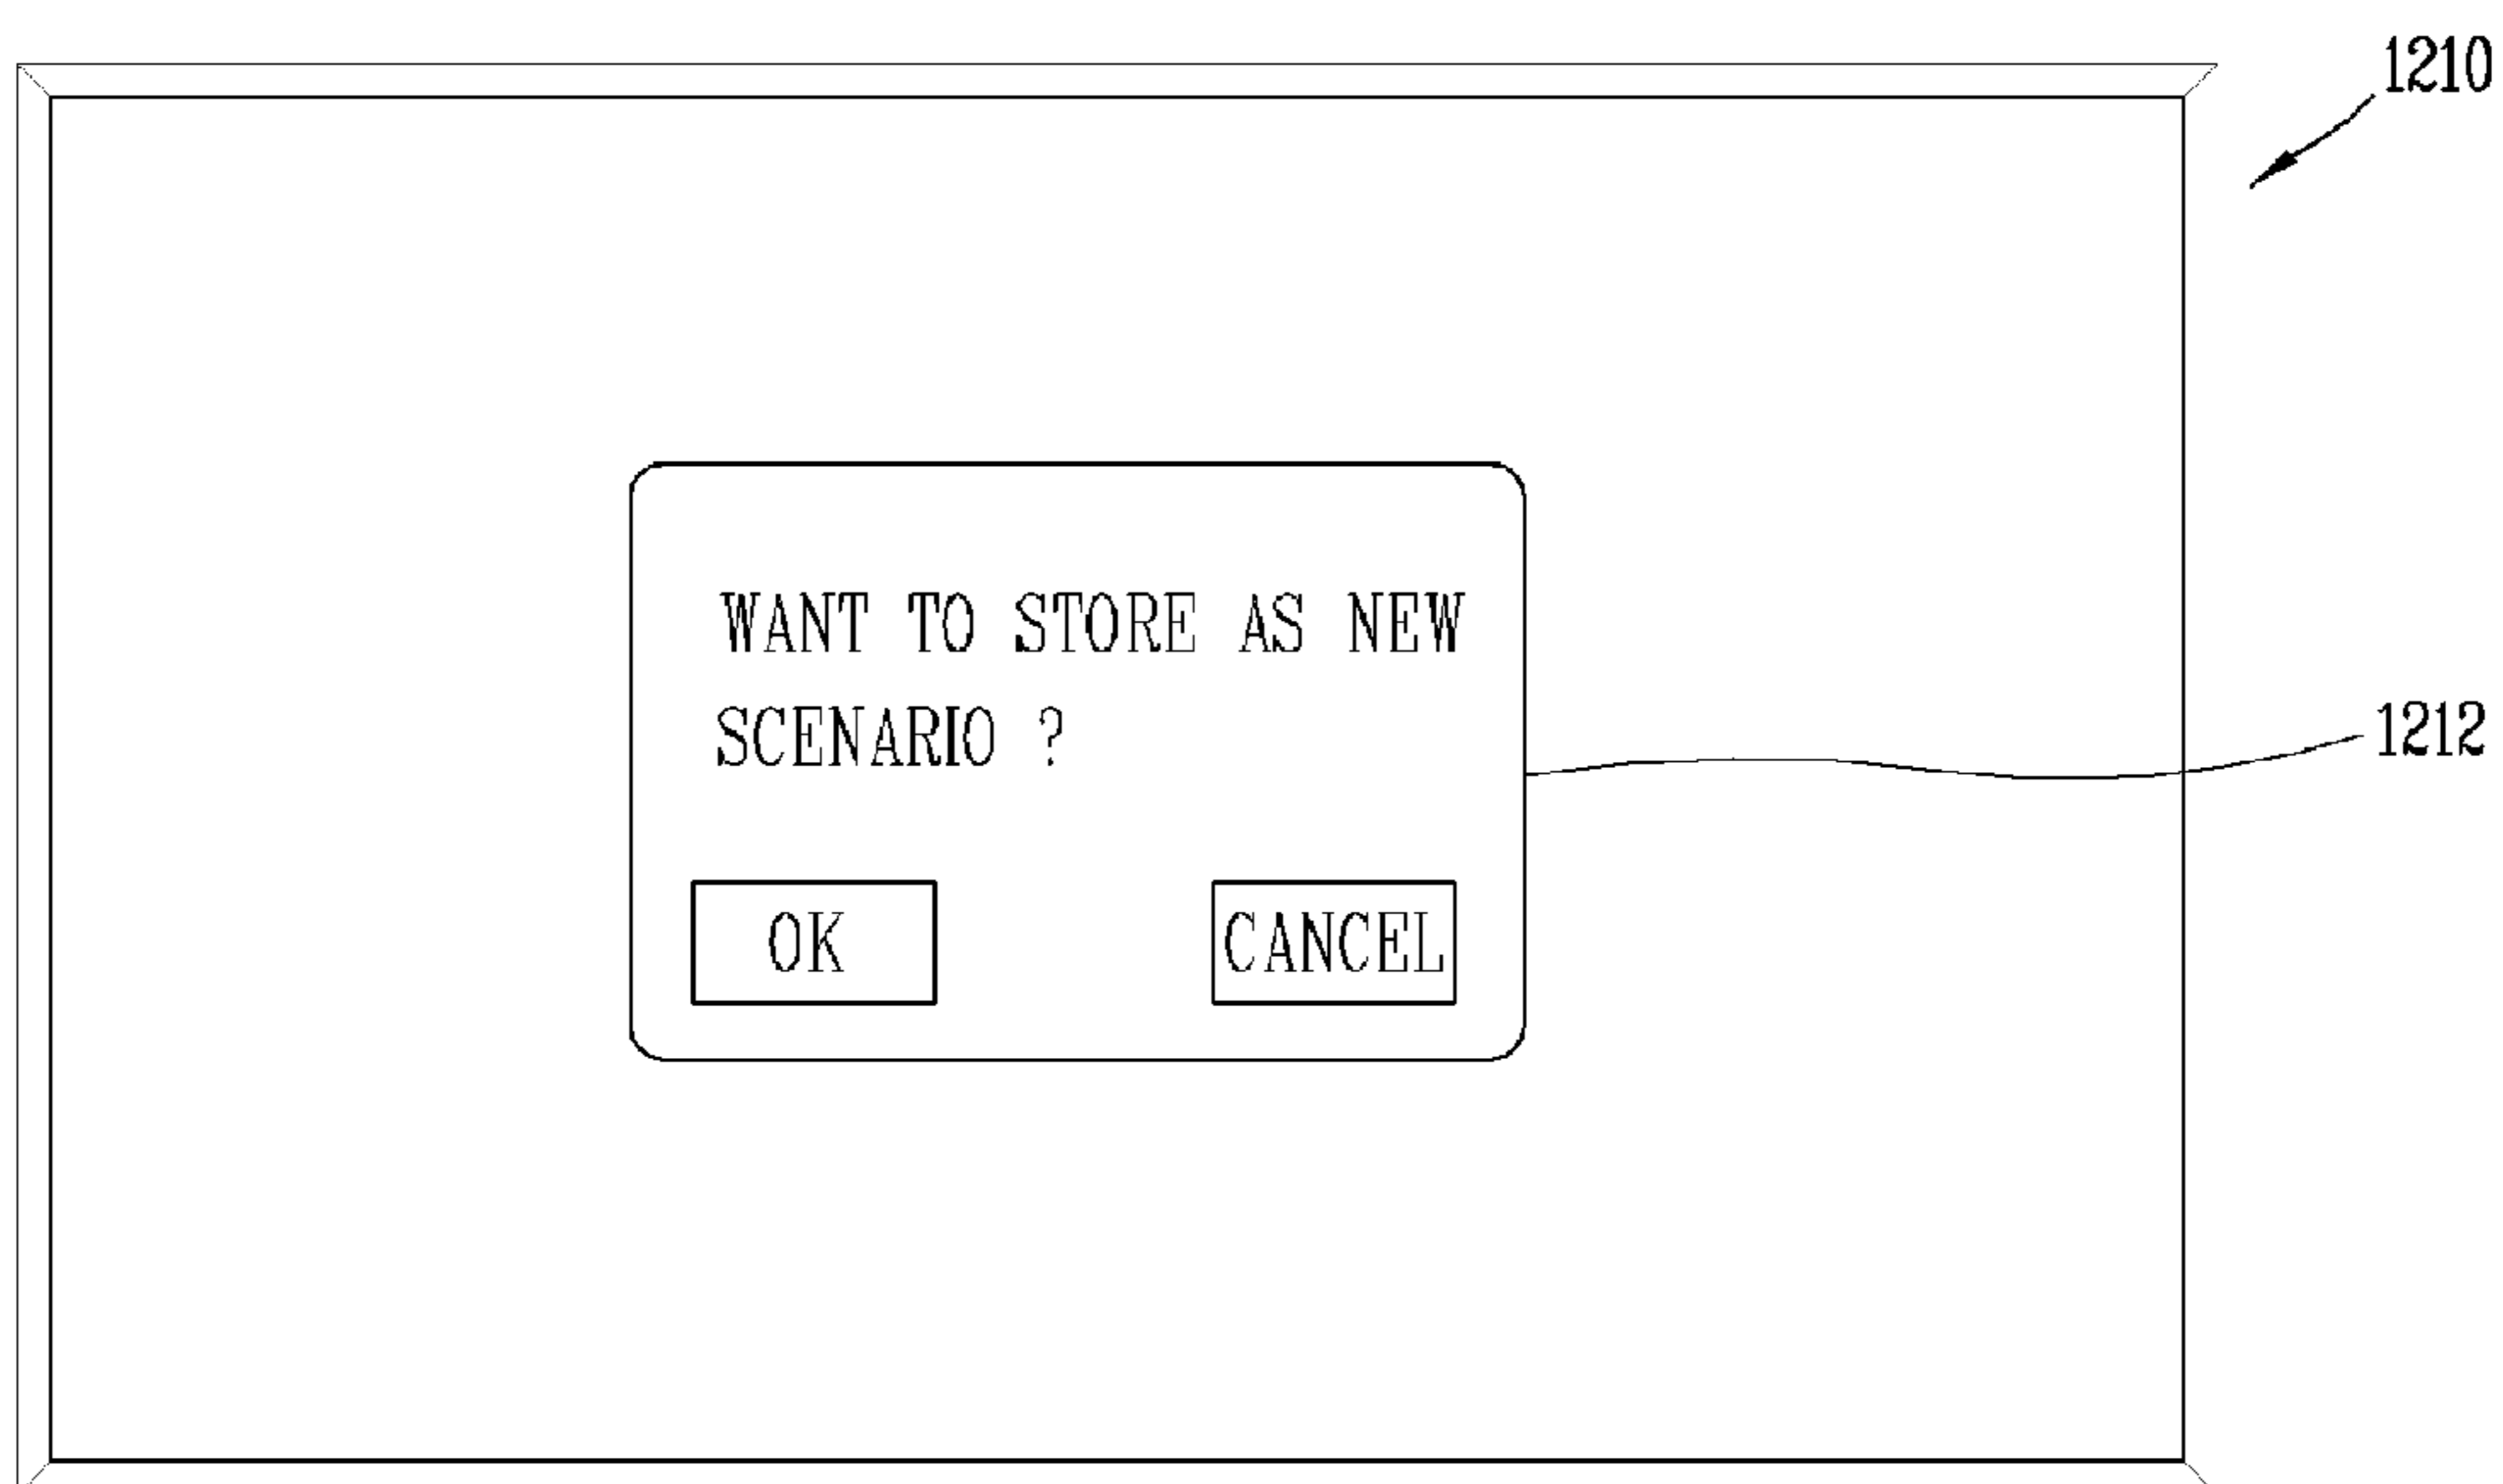 1210
WANT TO STORE AS NEW
SCENARIO ?
1212
OK
CANCEL